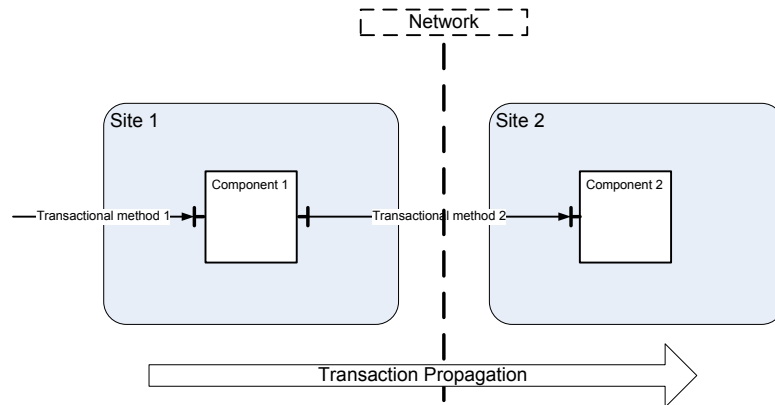 Network
Site 1
Site 2
Component 1
Component 2
Transactional method 1
Transactional method 2
Transaction Propagation